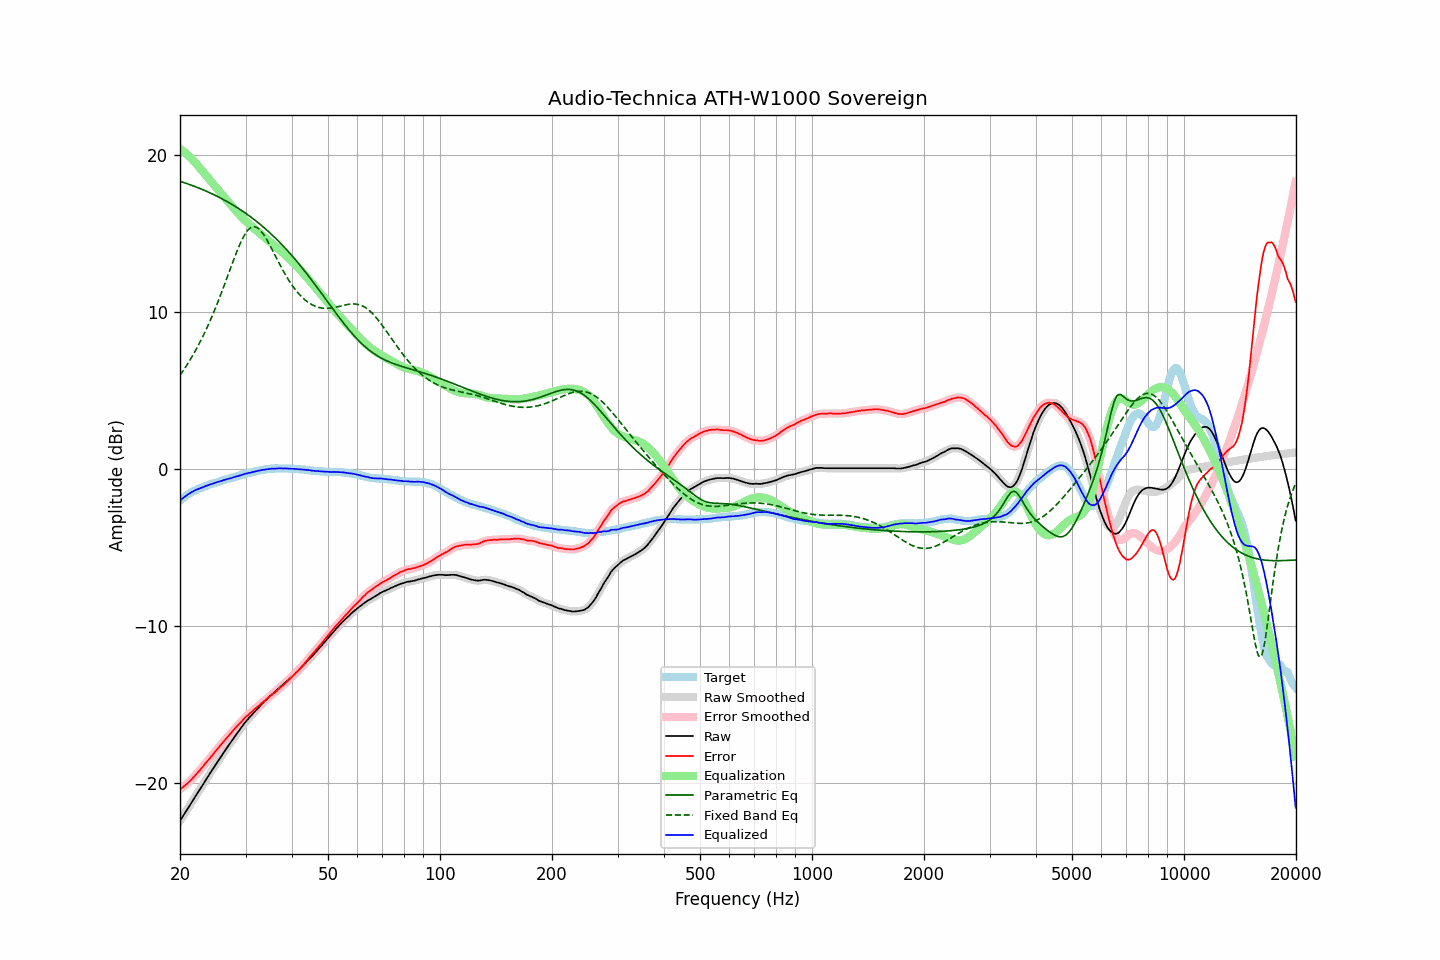 Audio-Technica ATH-W1000 Sovereign
Amplitude (dBr)
20
10
0
−10
−20
Target
Raw Smoothed
Error Smoothed
Raw
Error
Equalization
Parametric Eq
Fixed Band Eq
Equalized
20 50 100 200 500 1000 2000 5000 10000 20000
Frequency (Hz)